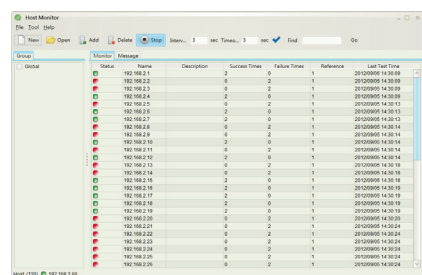 Host Monitor
File Tool Help
New Open Add Delete Stop Interv... 3 sec Timeo... 3 sec Find Go
Group Monitor Message
Global
Status Name Description Success Times Failure Times Reference Last Test Time
192.168.2.1 2 0 1 2012/09/05 14:30:09
192.168.2.2 0 2 1 2012/09/05 14:30:09
192.168.2.3 0 2 1 2012/09/05 14:30:09
192.168.2.4 2 0 1 2012/09/05 14:30:09
192.168.2.5 0 2 1 2012/09/05 14:30:13
192.168.2.6 2 0 1 2012/09/05 14:30:13
192.168.2.7 2 0 1 2012/09/05 14:30:14
192.168.2.8 0 2 1 2012/09/05 14:30:14
192.168.2.9 0 2 1 2012/09/05 14:30:14
192.168.2.10 2 0 1 2012/09/05 14:30:14
192.168.2.11 0 2 1 2012/09/05 14:30:14
192.168.2.12 2 0 1 2012/09/05 14:30:14
192.168.2.13 0 2 1 2012/09/05 14:30:18
192.168.2.14 0 2 1 2012/09/05 14:30:18
192.168.2.15 2 0 1 2012/09/05 14:30:18
192.168.2.16 2 0 1 2012/09/05 14:30:19
192.168.2.17 2 0 1 2012/09/05 14:30:19
192.168.2.18 2 0 1 2012/09/05 14:30:19
192.168.2.19 2 0 1 2012/09/05 14:30:19
192.168.2.20 0 2 1 2012/09/05 14:30:20
192.168.2.21 0 2 1 2012/09/05 14:30:24
192.168.2.22 0 2 1 2012/09/05 14:30:24
192.168.2.23 0 2 1 2012/09/05 14:30:24
192.168.2.24 0 2 1 2012/09/05 14:30:24
192.168.2.25 0 2 1 2012/09/05 14:30:24
192.168.2.26 0 2 1 2012/09/05 14:30:24